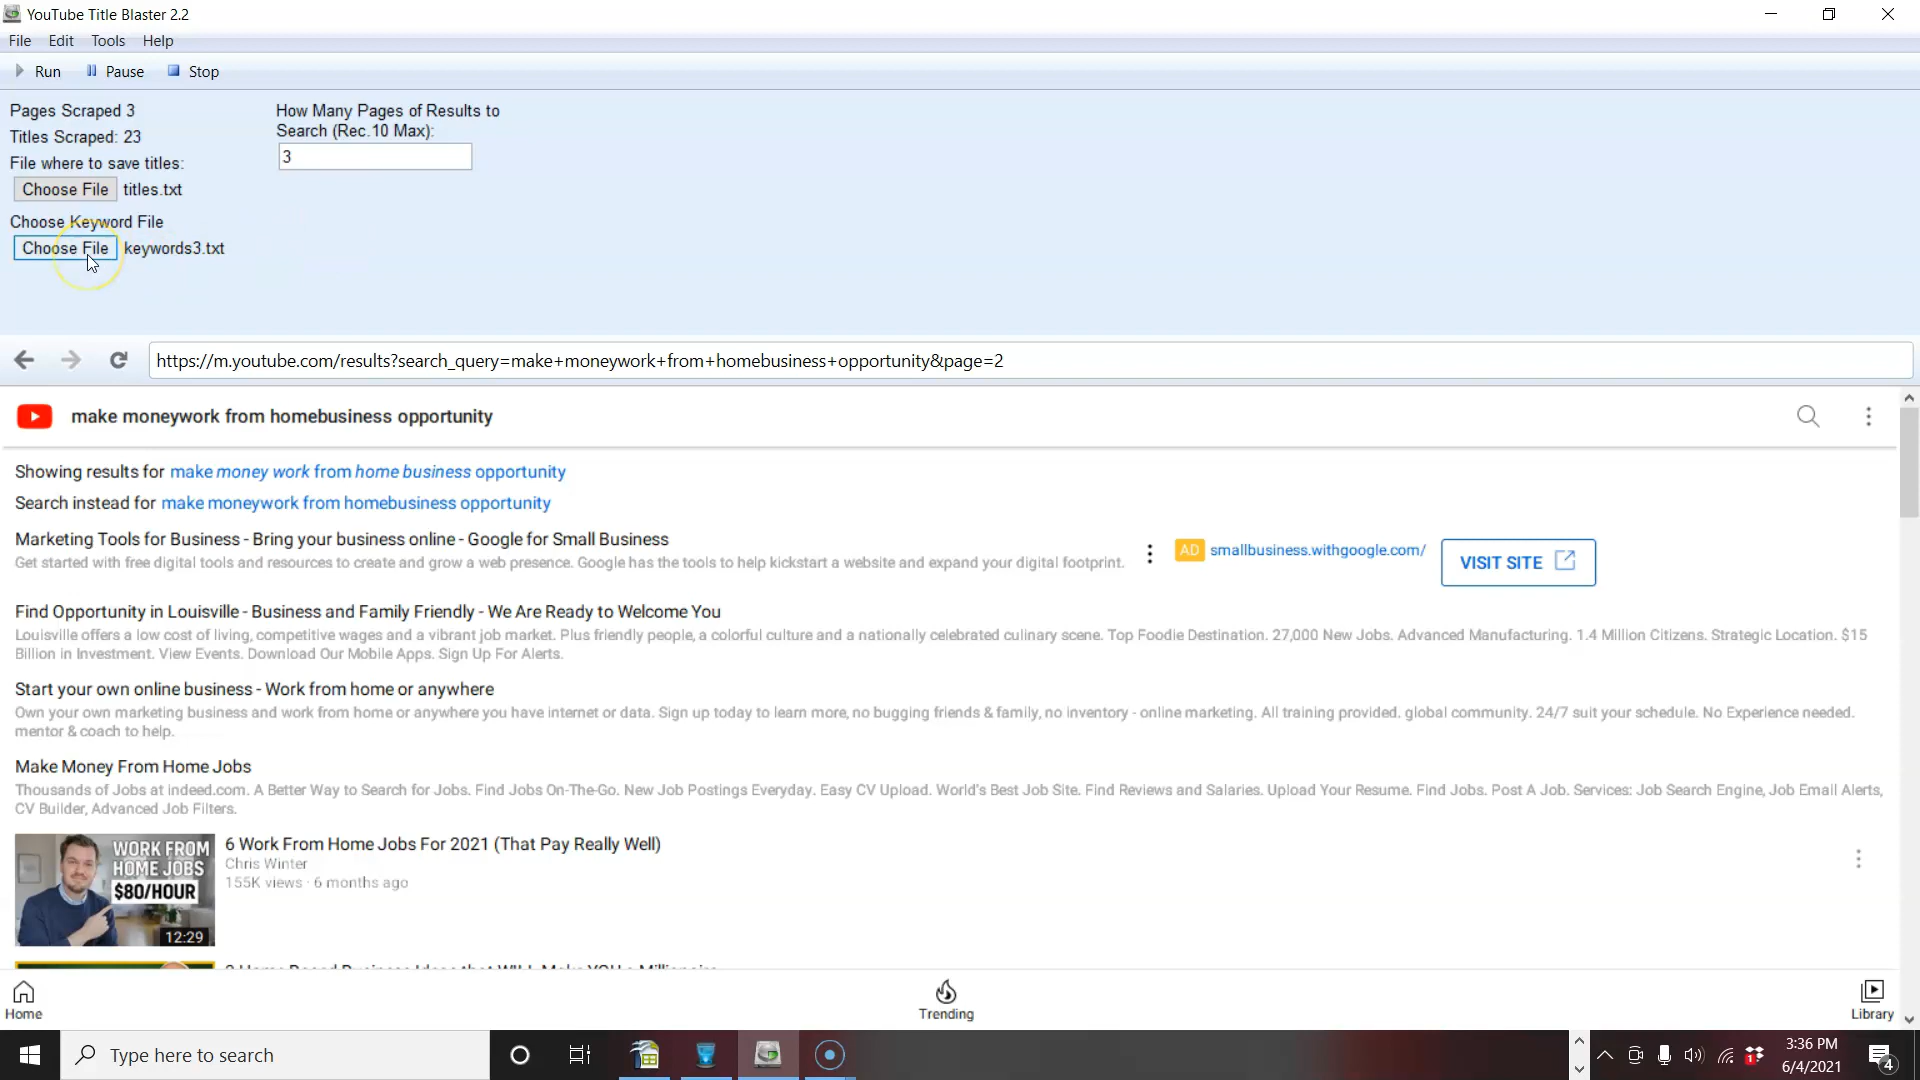 YouTube Title Blaster 2.2
File Edit Tools Help
Run Pause Stop
Pages Scraped 3
Titles Scraped: 23
File where to save titles:
Choose File titles.txt
Choose Keyword File
Choose File keywords3.txt
How Many Pages of Results to
Search (Rec.10 Max):
3
https://m.youtube.com/results?search_query=make+moneywork+from+homebusiness+opportunity&page=2
make moneywork from homebusiness opportunity
Showing results for make money work from home business opportunity
Search instead for make moneywork from homebusiness opportunity
Marketing Tools for Business - Bring your business online - Google for Small Business
Get started with free digital tools and resources to create and grow a web presence. Google has the tools to help kickstart a website and expand your digital footprint.
AD smallbusiness.withgoogle.com/
VISIT SITE
Find Opportunity in Louisville - Business and Family Friendly - We Are Ready to Welcome You
Louisville offers a low cost of living, competitive wages and a vibrant job market. Plus friendly people, a colorful culture and a nationally celebrated culinary scene. Top Foodie Destination. 27,000 New Jobs. Advanced Manufacturing. 1.4 Million Citizens. Strategic Location. $15
Billion in Investment. View Events. Download Our Mobile Apps. Sign Up For Alerts.
Start your own online business - Work from home or anywhere
Own your own marketing business and work from home or anywhere you have internet or data. Sign up today to learn more, no bugging friends & family, no inventory - online marketing. All training provided. global community. 24/7 suit your schedule. No Experience needed.
mentor & coach to help.
Make Money From Home Jobs
Thousands of Jobs at indeed.com. A Better Way to Search for Jobs. Find Jobs On-The-Go. New Job Postings Everyday. Easy CV Upload. World's Best Job Site. Find Reviews and Salaries. Upload Your Resume. Find Jobs. Post A Job. Services: Job Search Engine, Job Email Alerts,
CV Builder, Advanced Job Filters.
WORK FROM
HOME JOBS
$80/HOUR
12:29
6 Work From Home Jobs For 2021 (That Pay Really Well)
Chris Winter
155K views · 6 months ago
Home
Trending
Library
Type here to search
1
3:36 PM
6/4/2021
4